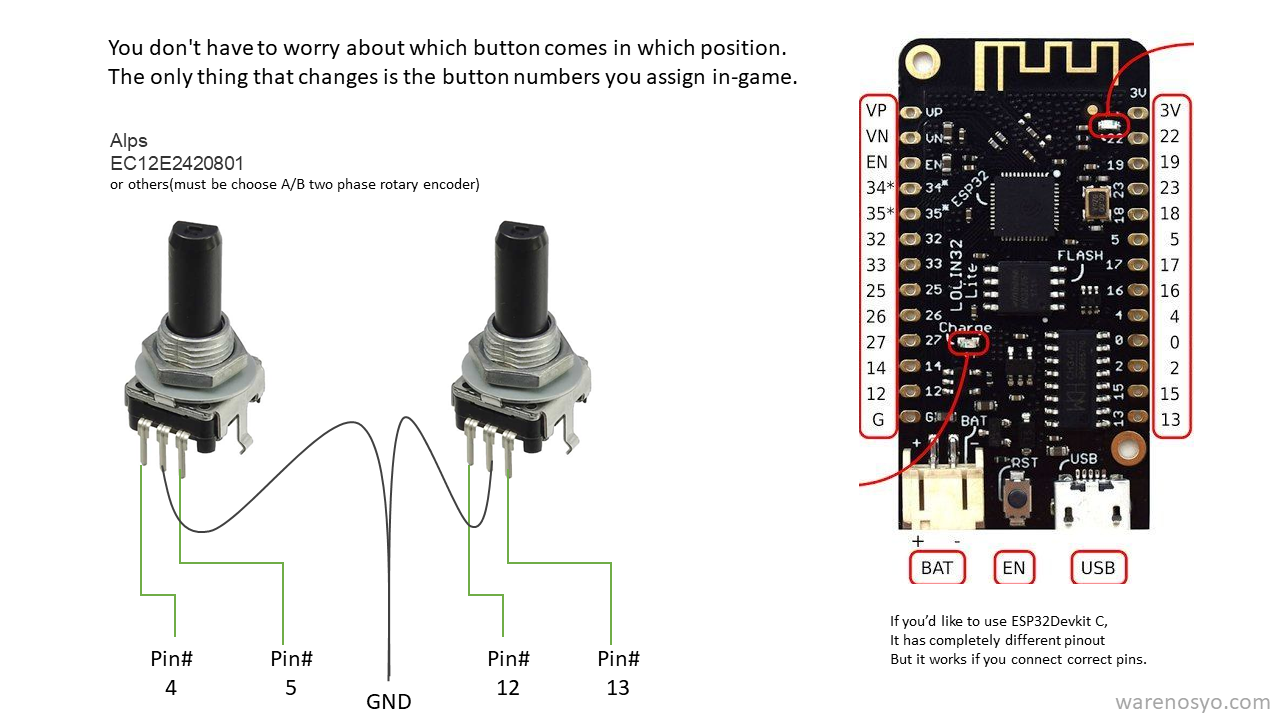 You don't have to worry about which button comes in which position.
The only thing that changes is the button numbers you assign in-game.
Alps
EC12E2420801
or others(must be choose A/B two phase rotary encoder)
Pin#
4
Pin#
5
GND
Pin#
12
Pin#
13
VP
VN
EN
34*
35*
32
33
25
26
27
14
12
G
VP
VN
EN
34*
35*
32
33
25
26
27
14
12
G
ESP32
LOLIN32
Lite
FLASH
Charge
BAT
+
-
RST
USB
3V
22
19
23
18
5
17
16
4
0
2
15
13
3V
22
19
23
18
5
17
16
4
0
2
15
13
+ -
BAT
EN
USB
If you'd like to use ESP32Devkit C,
It has completely different pinout
But it works if you connect correct pins.
warenosyo.com